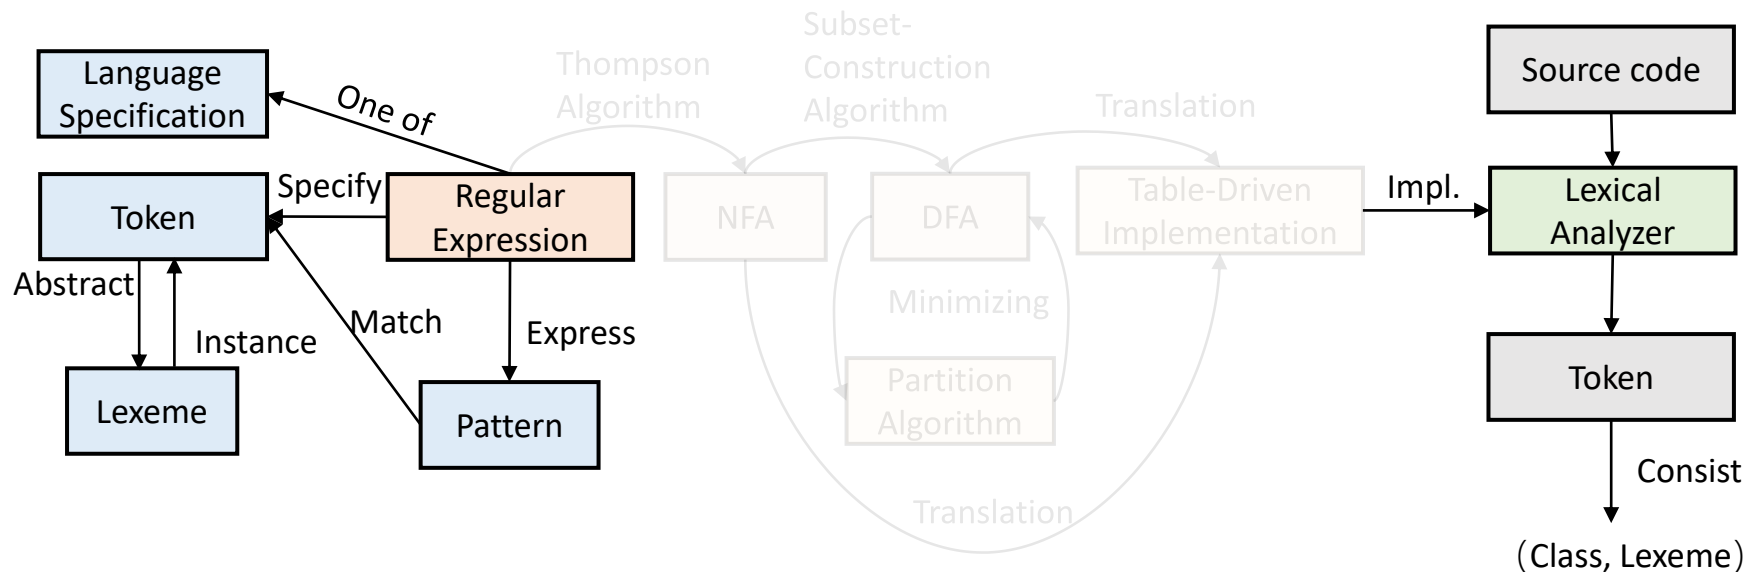 Language
Specification
One of
Thompson
Algorithm
Subset-
Construction
Algorithm
Translation
Source code
Token
Specify
Regular
Expression
NFA
DFA
Table-Driven
Implementation
Impl.
Lexical
Analyzer
Abstract
Instance
Match
Express
Minimizing
Lexeme
Pattern
Partition
Algorithm
Token
Translation
Consist
（Class, Lexeme）